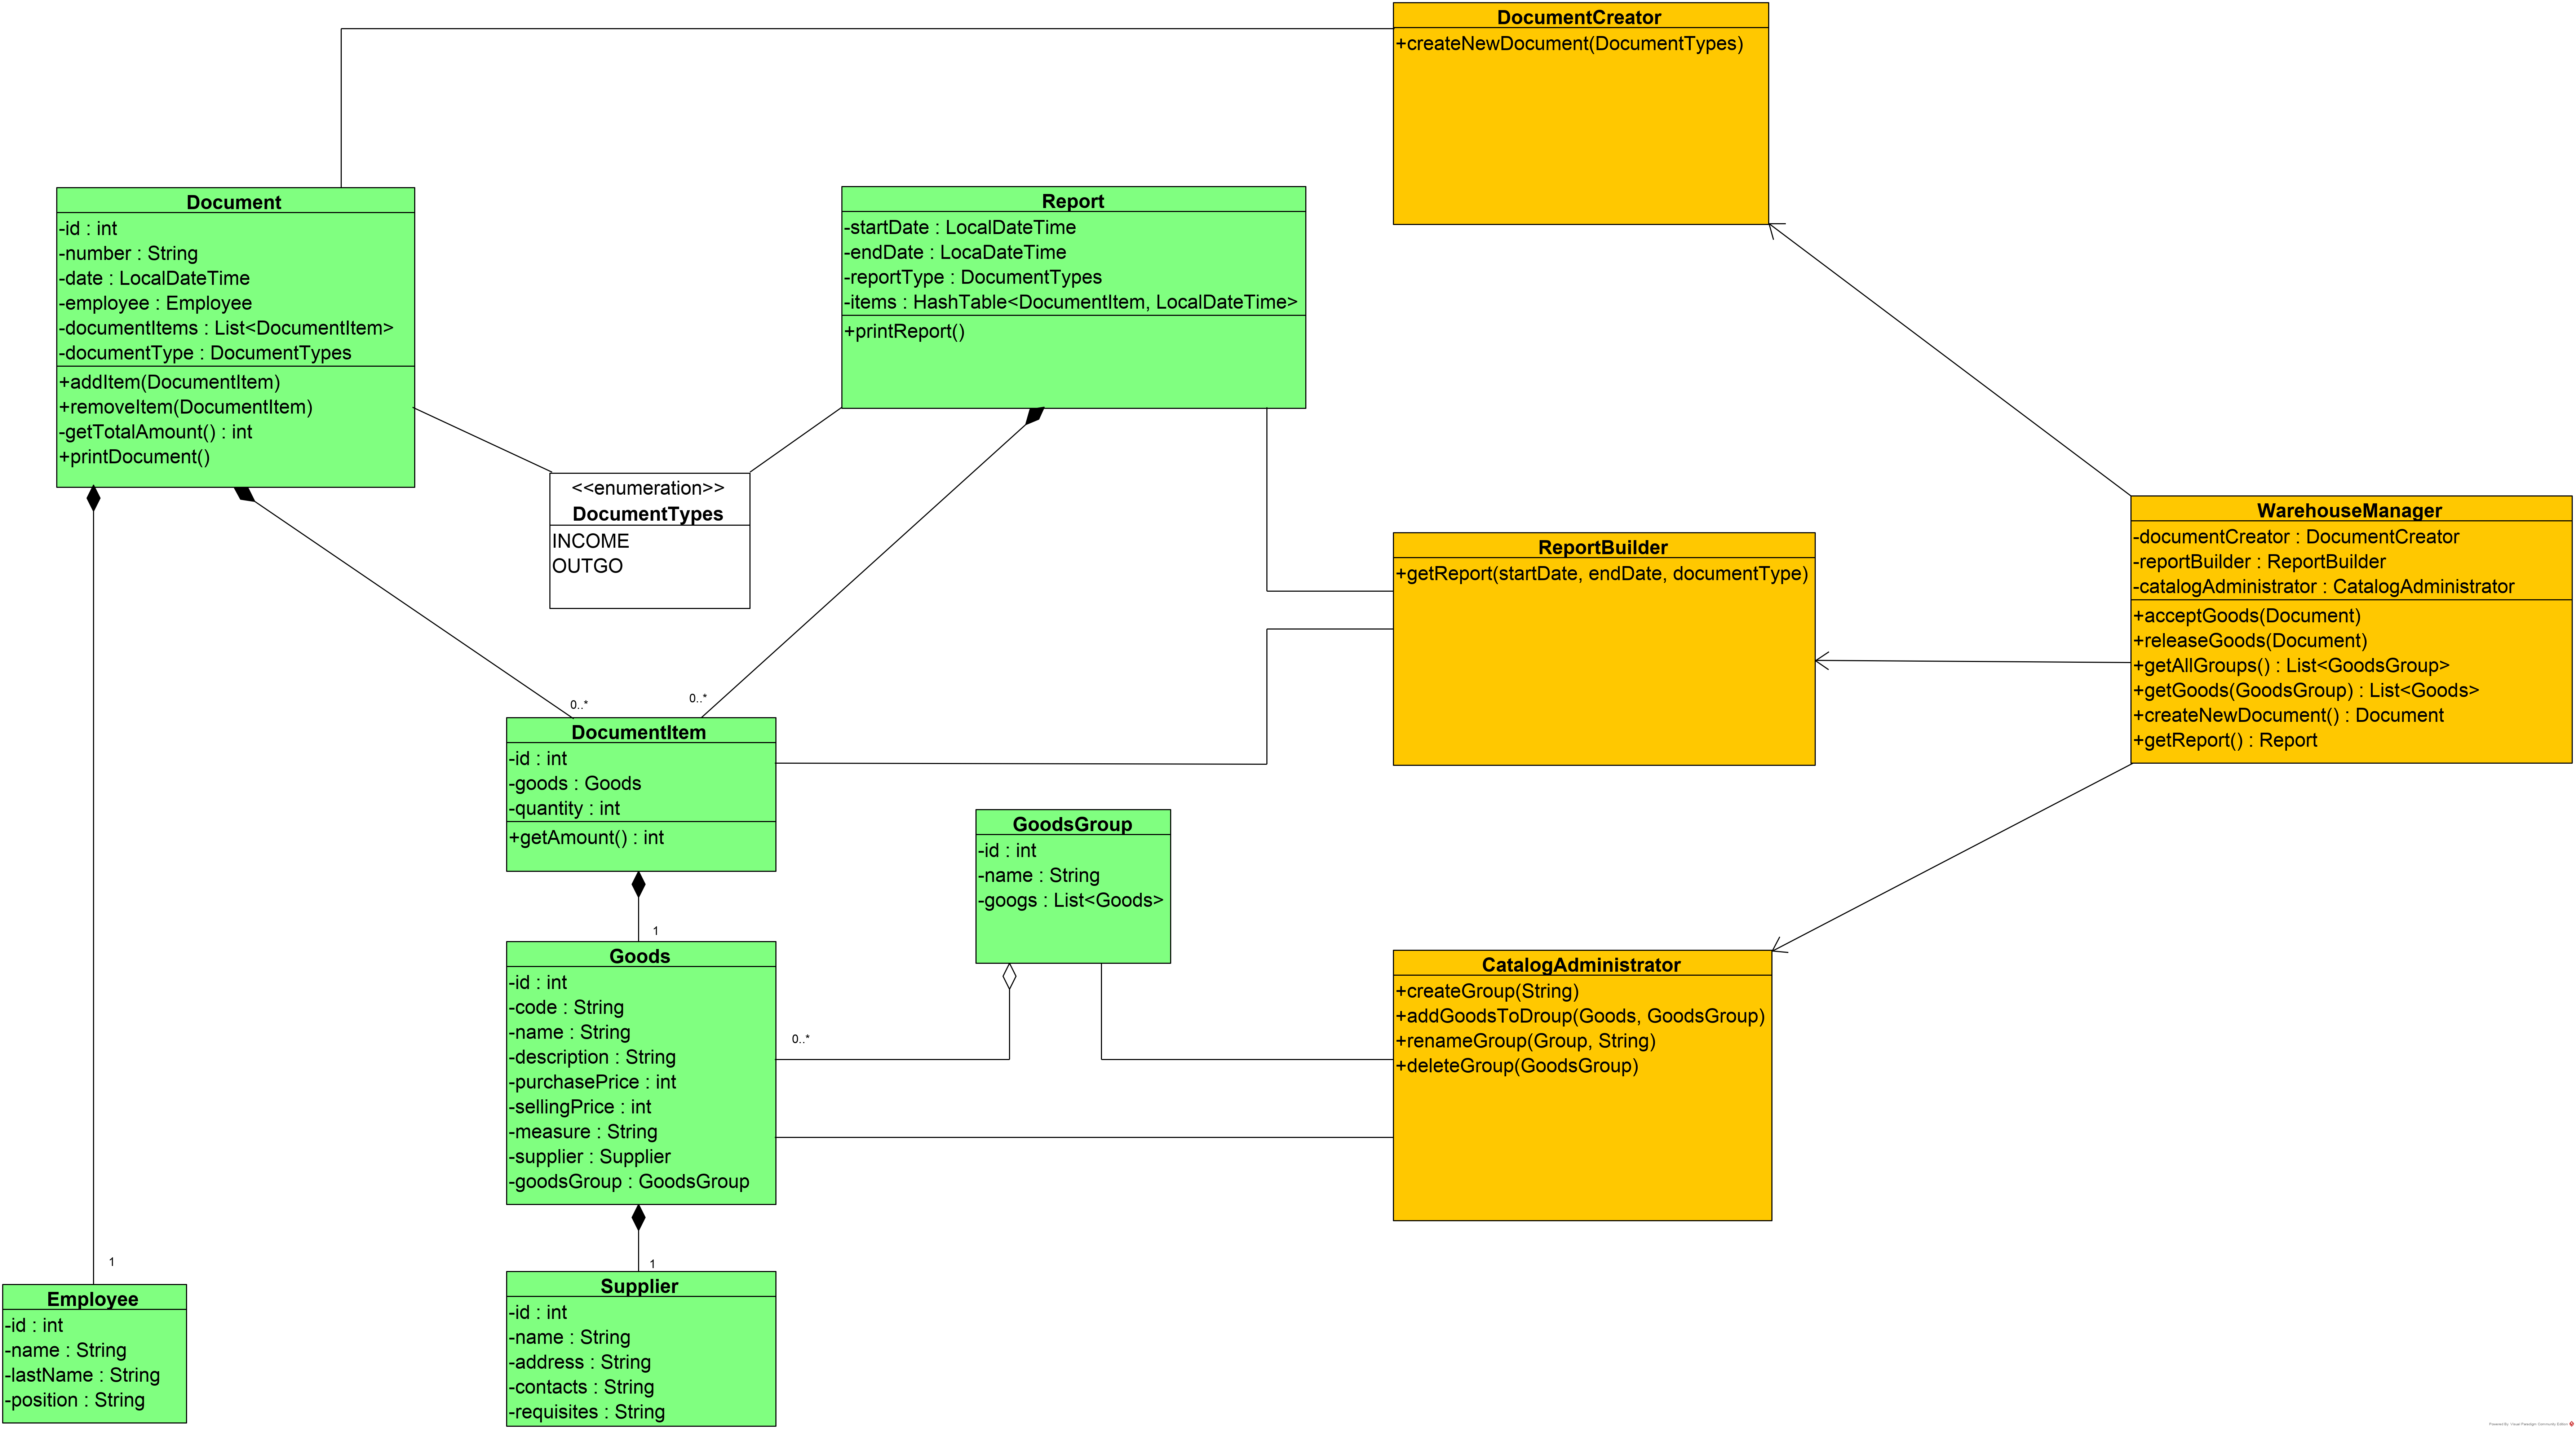 DocumentCreator
+createNewDocument(DocumentTypes)
Document
-id : int
-number : String
-date : LocalDateTime
-employee : Employee
-documentItems : List<DocumentItem>
-documentType : DocumentTypes
+addItem(DocumentItem)
+removeItem(DocumentItem)
-getTotalAmount() : int
+printDocument()
Report
-startDate : LocalDateTime
-endDate : LocaDateTime
-reportType : DocumentTypes
-items : HashTable<DocumentItem, LocalDateTime>
+printReport()
<<enumeration>>
DocumentTypes
INCOME
OUTGO
ReportBuilder
+getReport(startDate, endDate, documentType)
WarehouseManager
-documentCreator : DocumentCreator
-reportBuilder : ReportBuilder
-catalogAdministrator : CatalogAdministrator
+acceptGoods(Document)
+releaseGoods(Document)
+getAllGroups() : List<GoodsGroup>
+getGoods(GoodsGroup) : List<Goods>
+createNewDocument() : Document
+getReport() : Report
0..*
0..*
DocumentItem
-id : int
-goods : Goods
-quantity : int
+getAmount() : int
GoodsGroup
-id : int
-name : String
-googs : List<Goods>
1
Goods
-id : int
-code : String
-name : String
-description : String
-purchasePrice : int
-sellingPrice : int
-measure : String
-supplier : Supplier
-goodsGroup : GoodsGroup
0..*
CatalogAdministrator
+createGroup(String)
+addGoodsToDroup(Goods, GoodsGroup)
+renameGroup(Group, String)
+deleteGroup(GoodsGroup)
1
Employee
-id : int
-name : String
-lastName : String
-position : String
1
Supplier
-id : int
-name : String
-address : String
-contacts : String
-requisites : String
Powered By Visual Paradigm Community Edition